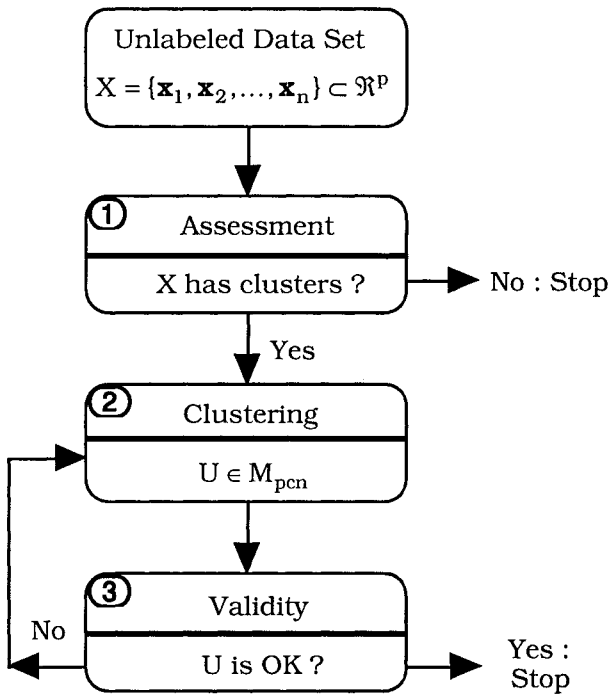 Unlabeled Data Set
X = {x₁, x₂,..., xₙ} ⊂ ℜᵖ
1
Assessment
X has clusters ?
No : Stop
Yes
2
Clustering
U ∈ M_pcn
3
Validity
No
U is OK ?
Yes :
Stop